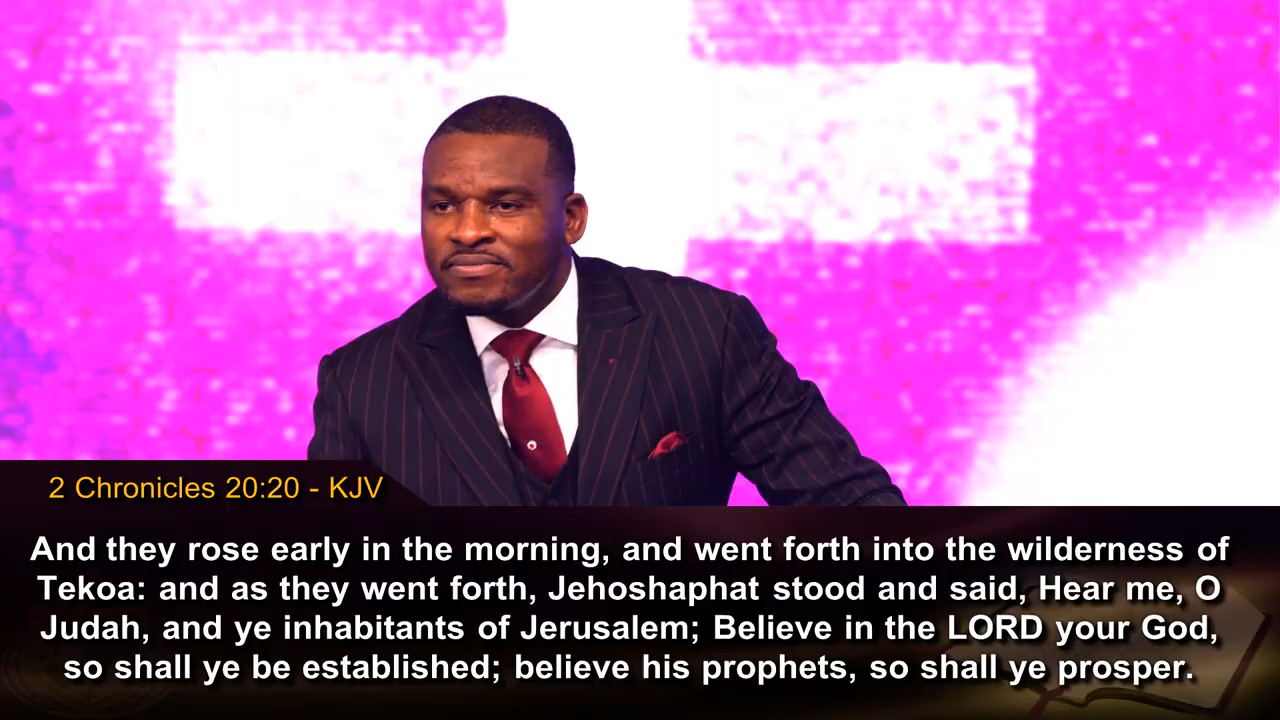 2 Chronicles 20:20 - KJV
And they rose early in the morning, and went forth into the wilderness of
Tekoa: and as they went forth, Jehoshaphat stood and said, Hear me, O
Judah, and ye inhabitants of Jerusalem; Believe in the LORD your God,
so shall ye be established; believe his prophets, so shall ye prosper.